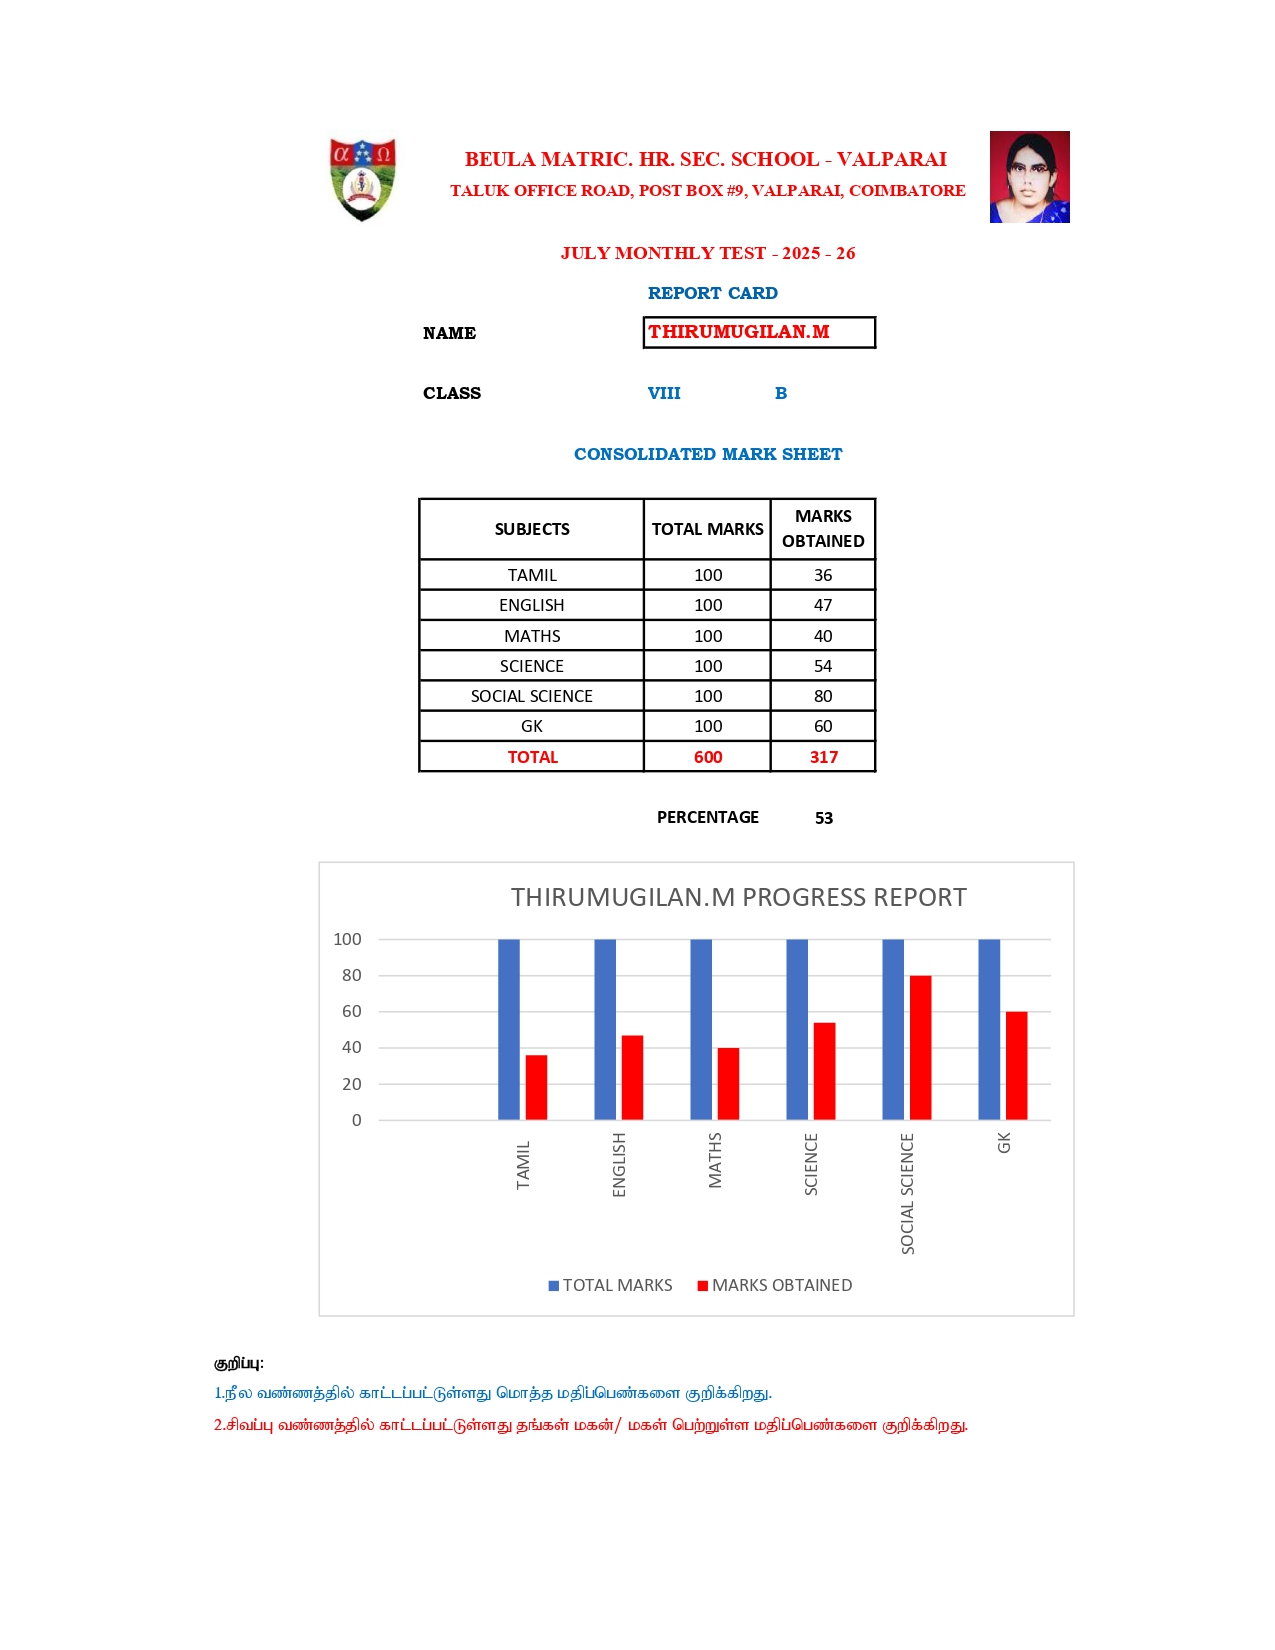 α Ω
BEULA MATRIC. HR. SEC. SCHOOL - VALPARAI
TALUK OFFICE ROAD, POST BOX #9, VALPARAI, COIMBATORE
JULY MONTHLY TEST - 2025 - 26
REPORT CARD
NAME THIRUMUGILAN.M
CLASS VIII B
CONSOLIDATED MARK SHEET
SUBJECTS TOTAL MARKS MARKS OBTAINED
TAMIL 100 36
ENGLISH 100 47
MATHS 100 40
SCIENCE 100 54
SOCIAL SCIENCE 100 80
GK 100 60
TOTAL 600 317
PERCENTAGE 53
THIRUMUGILAN.M PROGRESS REPORT
100
80
60
40
20
0
TAMIL ENGLISH MATHS SCIENCE SOCIAL SCIENCE GK
TOTAL MARKS MARKS OBTAINED
குறிப்பு:
1.நீல வண்ணத்தில் காட்டப்பட்டுள்ளது மொத்த மதிப்பெண்களை குறிக்கிறது.
2.சிவப்பு வண்ணத்தில் காட்டப்பட்டுள்ளது தங்கள் மகன்/ மகள் பெற்றுள்ள மதிப்பெண்களை குறிக்கிறது.